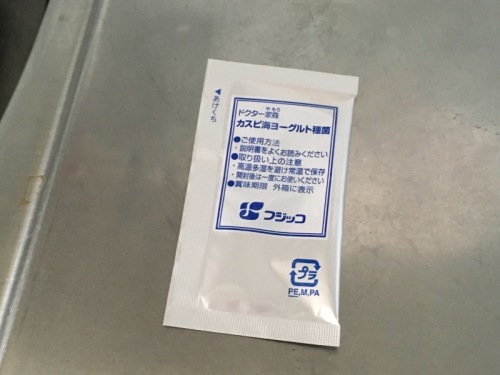 ◀あけくち
やもり
ドクター家森
カスピ海ヨーグルト種菌
●ご使用方法
・説明書をよくお読みください
●取り扱い上の注意
・高温多湿を避け常温で保存
・開封後は一度にお使いください
●賞味期限 外箱に表示
フジッコ
プラ
PE,M,PA